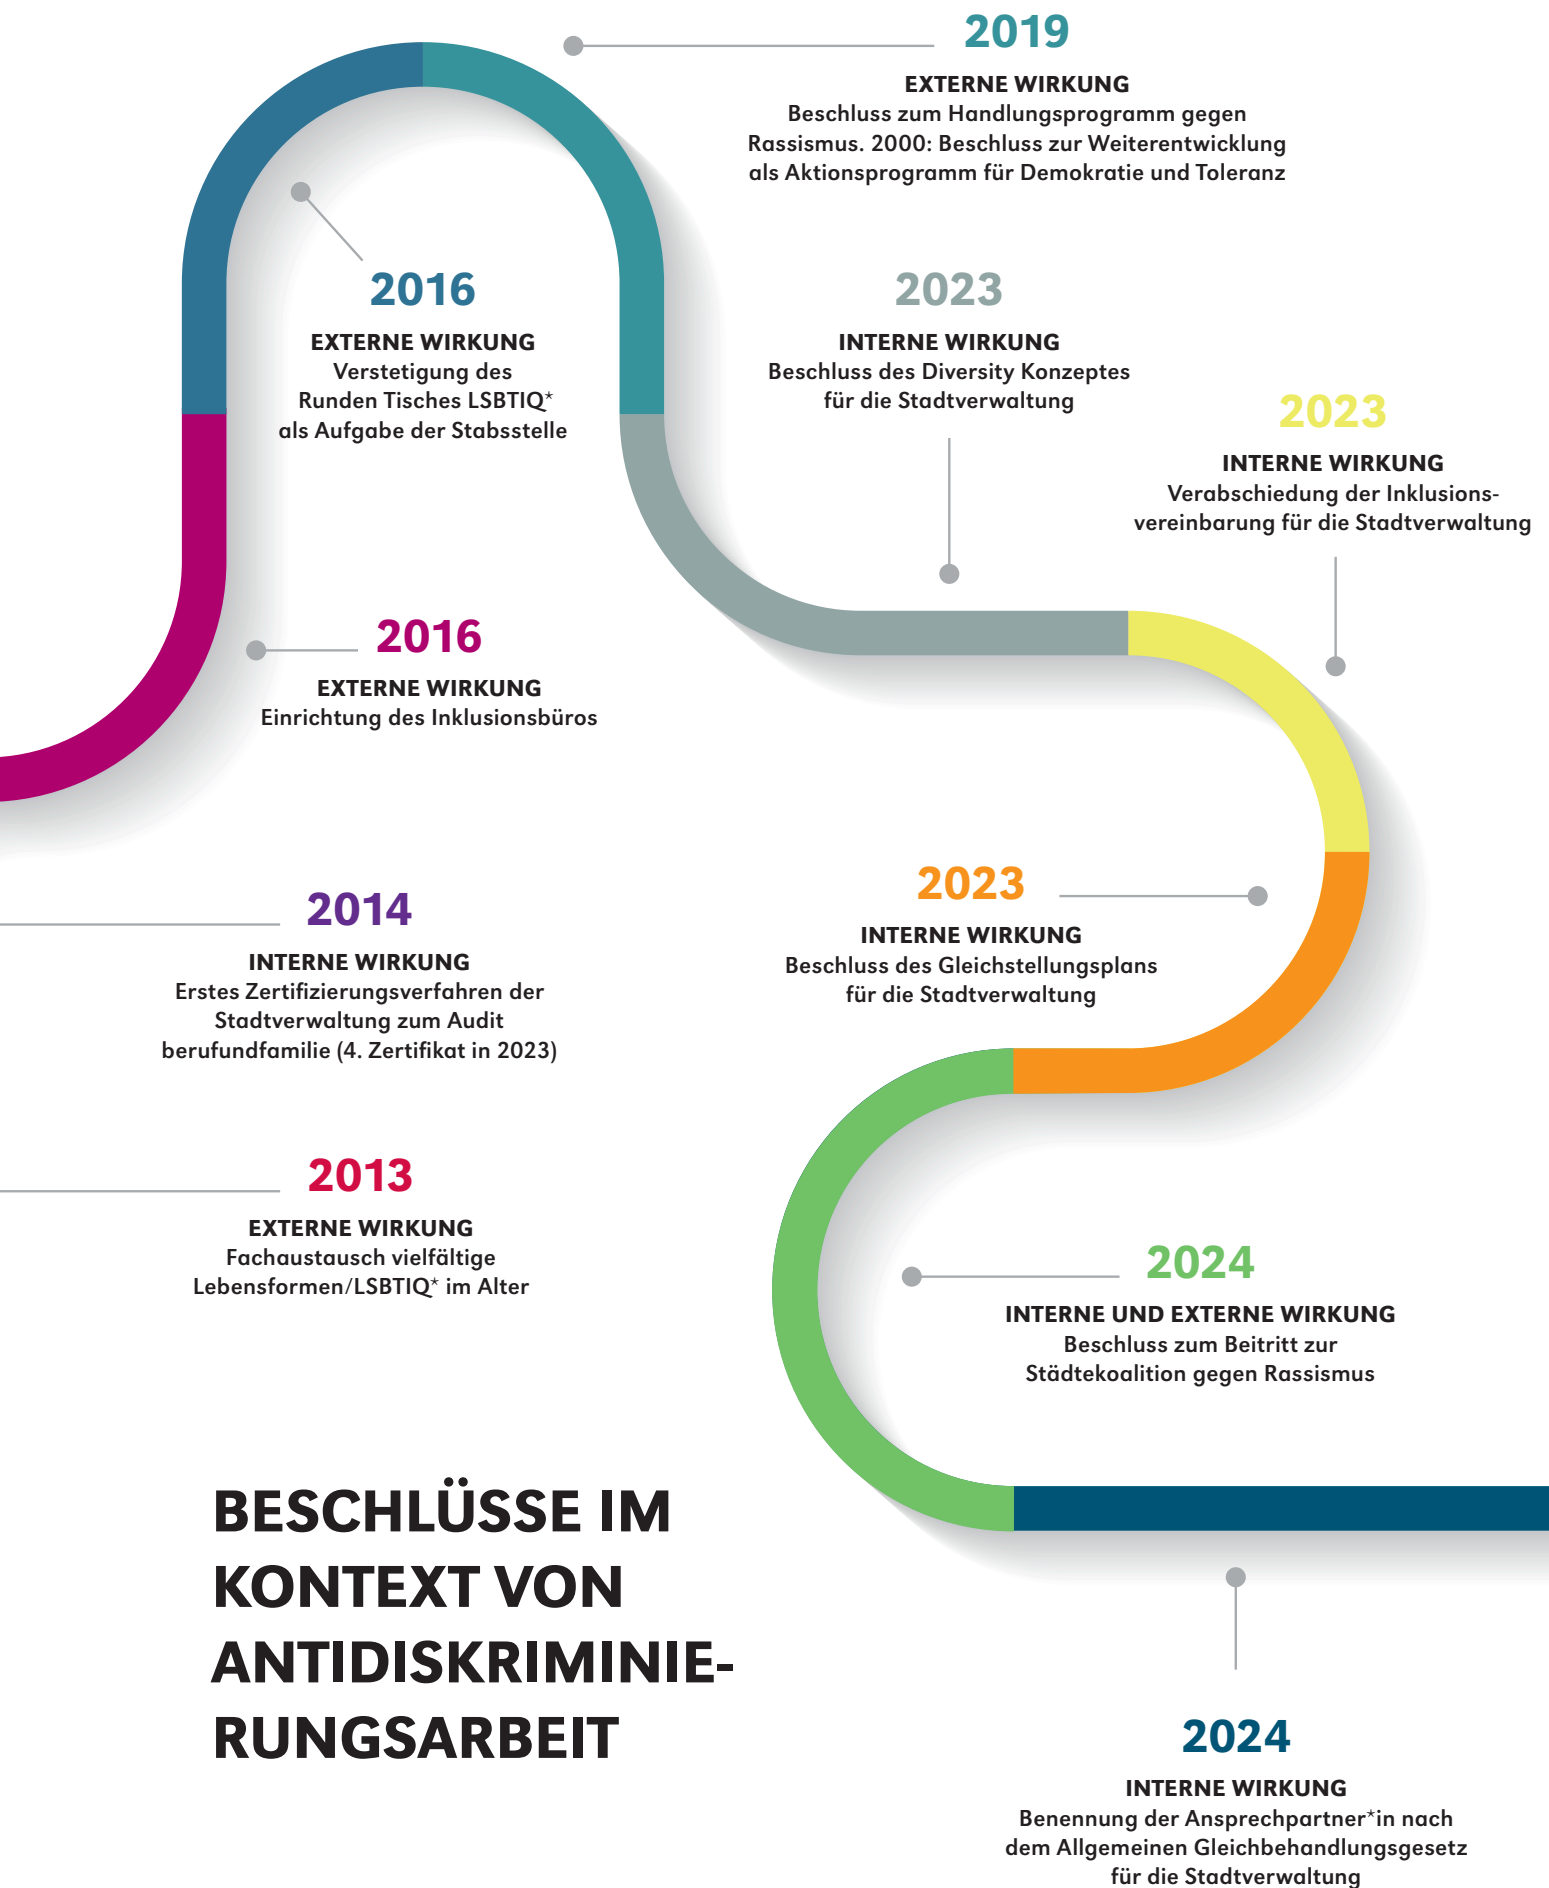 2019
EXTERNE WIRKUNG
Beschluss zum Handlungsprogramm gegen
Rassismus. 2000: Beschluss zur Weiterentwicklung
als Aktionsprogramm für Demokratie und Toleranz
2016
EXTERNE WIRKUNG
Verstetigung des
Runden Tisches LSBTIQ*
als Aufgabe der Stabsstelle
2023
INTERNE WIRKUNG
Beschluss des Diversity Konzeptes
für die Stadtverwaltung
2023
INTERNE WIRKUNG
Verabschiedung der Inklusions-
vereinbarung für die Stadtverwaltung
2016
EXTERNE WIRKUNG
Einrichtung des Inklusionsbüros
2014
INTERNE WIRKUNG
Erstes Zertifizierungsverfahren der
Stadtverwaltung zum Audit
berufundfamilie (4. Zertifikat in 2023)
2023
INTERNE WIRKUNG
Beschluss des Gleichstellungsplans
für die Stadtverwaltung
2013
EXTERNE WIRKUNG
Fachaustausch vielfältige
Lebensformen/LSBTIQ* im Alter
2024
INTERNE UND EXTERNE WIRKUNG
Beschluss zum Beitritt zur
Städtekoalition gegen Rassismus
BESCHLÜSSE IM
KONTEXT VON
ANTIDISKRIMINIE-
RUNGSARBEIT
2024
INTERNE WIRKUNG
Benennung der Ansprechpartner*in nach
dem Allgemeinen Gleichbehandlungsgesetz
für die Stadtverwaltung